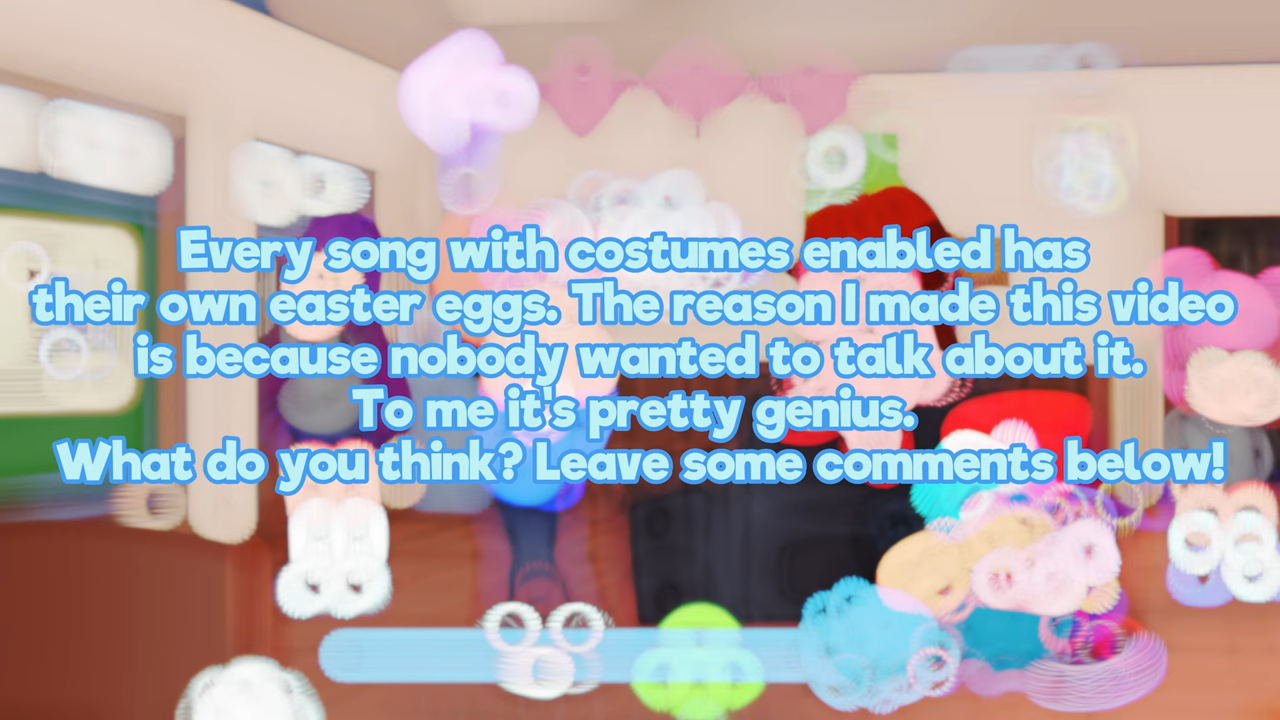 Every song with costumes enabled has
their own easter eggs. The reason I made this video
is because nobody wanted to talk about it.
To me it's pretty genius.
What do you think? Leave some comments below!